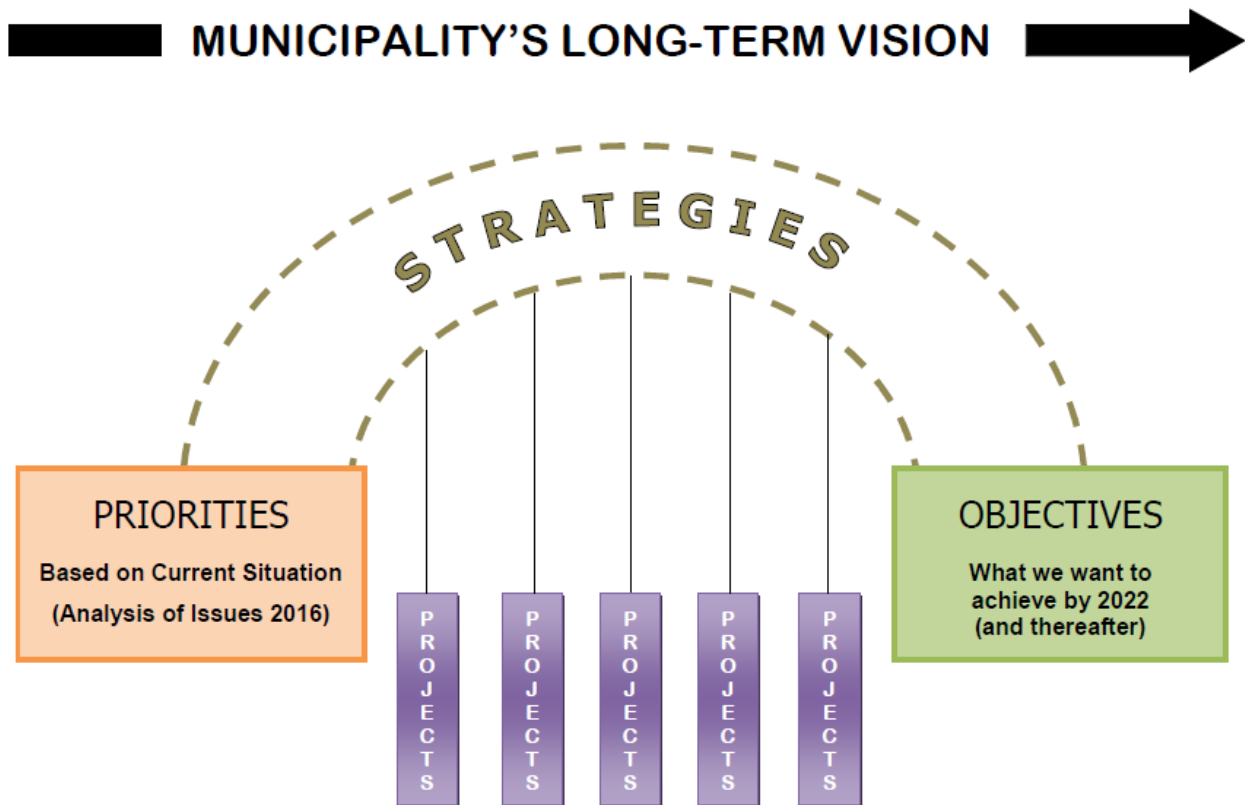 MUNICIPALITY'S LONG-TERM VISION
STRATEGIES
PRIORITIES
Based on Current Situation
(Analysis of Issues 2016)
OBJECTIVES
What we want to
achieve by 2022
(and thereafter)
PROJECTS
PROJECTS
PROJECTS
PROJECTS
PROJECTS